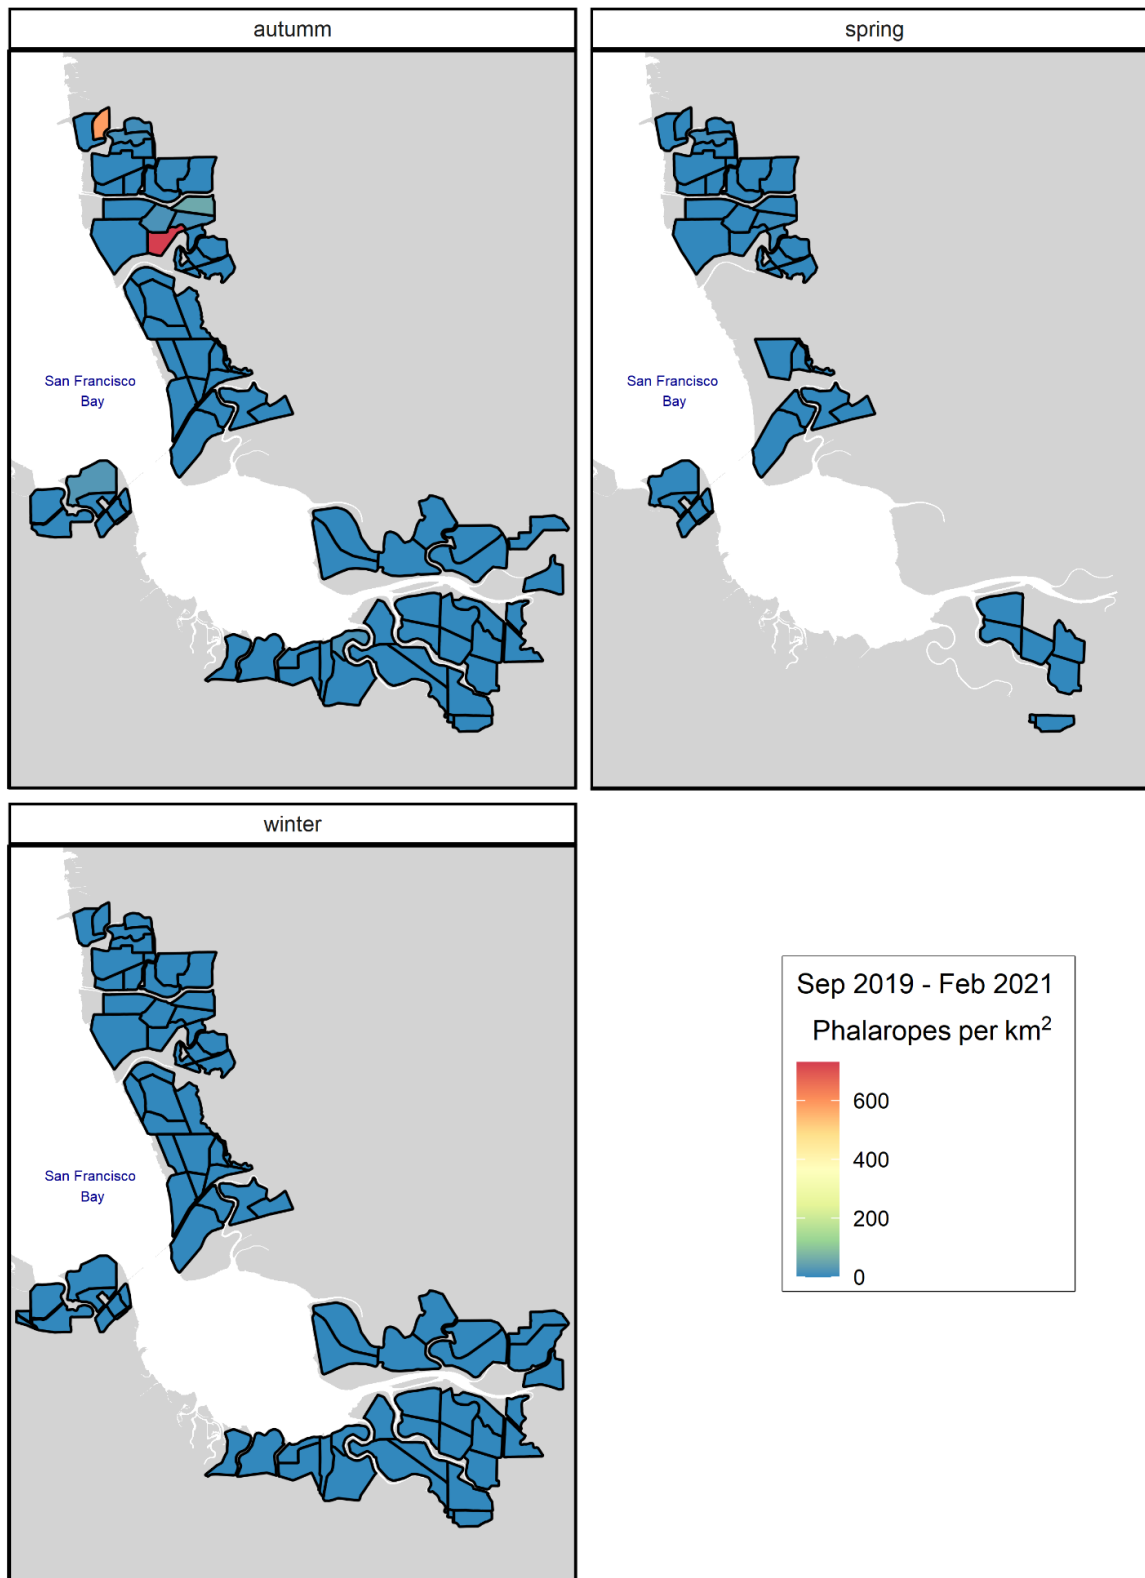 autumm
spring
San Francisco
Bay
San Francisco
Bay
winter
San Francisco
Bay
Sep 2019 - Feb 2021
Phalaropes per km²
600
400
200
0